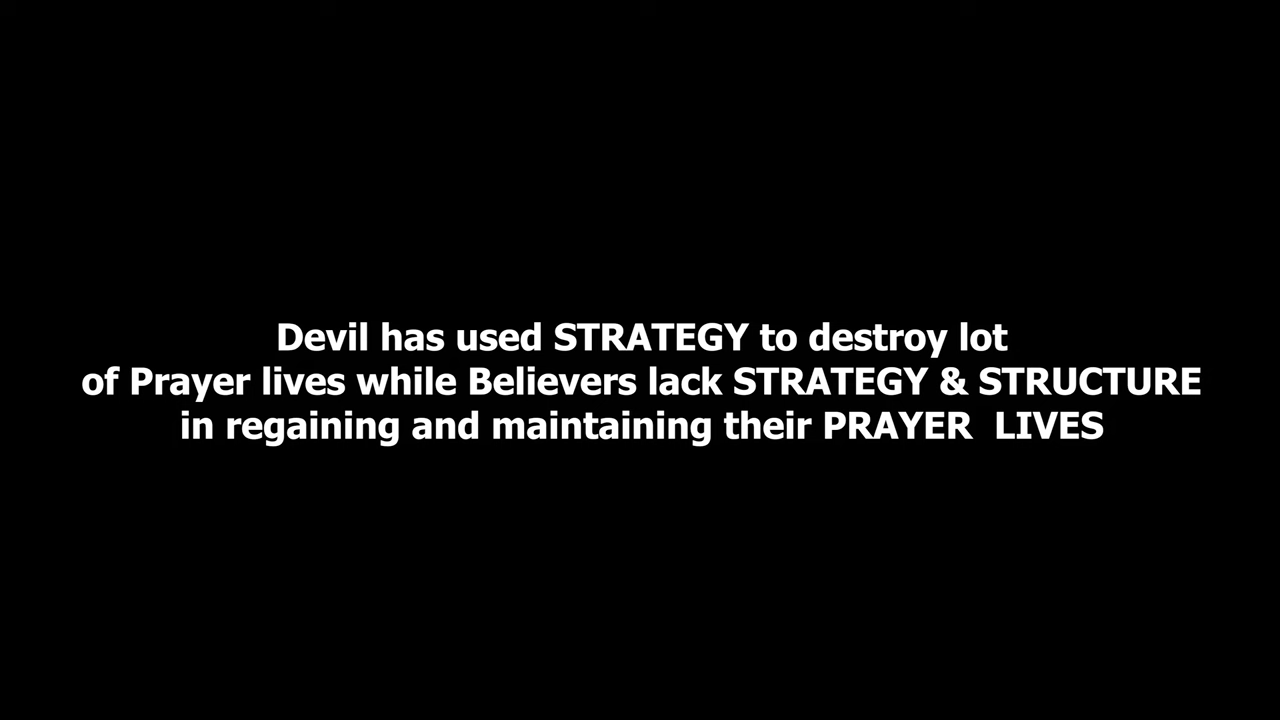 Devil has used STRATEGY to destroy lot
of Prayer lives while Believers lack STRATEGY & STRUCTURE
in regaining and maintaining their PRAYER  LIVES